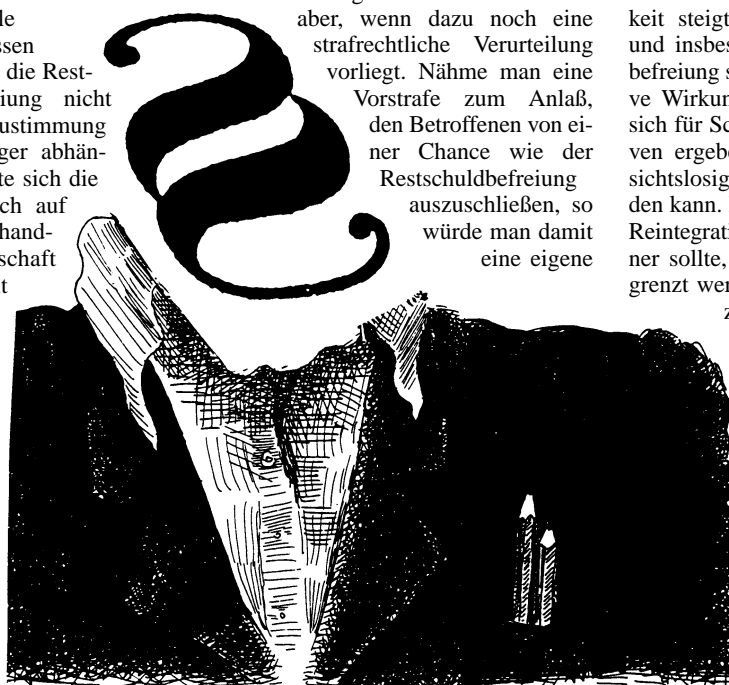 le
ssen
die Rest-
iung nicht
ustimmung
ger abhän-
te sich die
ch auf
hand-
schaft
t
§
aber, wenn dazu noch eine
strafrechtliche Verurteilung
vorliegt. Nähme man eine
Vorstrafe zum Anlaß,
den Betroffenen von ei-
ner Chance wie der
Restschuldbefreiung
auszuschließen, so
würde man damit
eine eigene
keit steigt
und insbes
befreiung s
ve Wirkun
sich für Sc
ven ergeb
sichtslosig
den kann.
Reintegrati
ner sollte,
grenzt wer
z